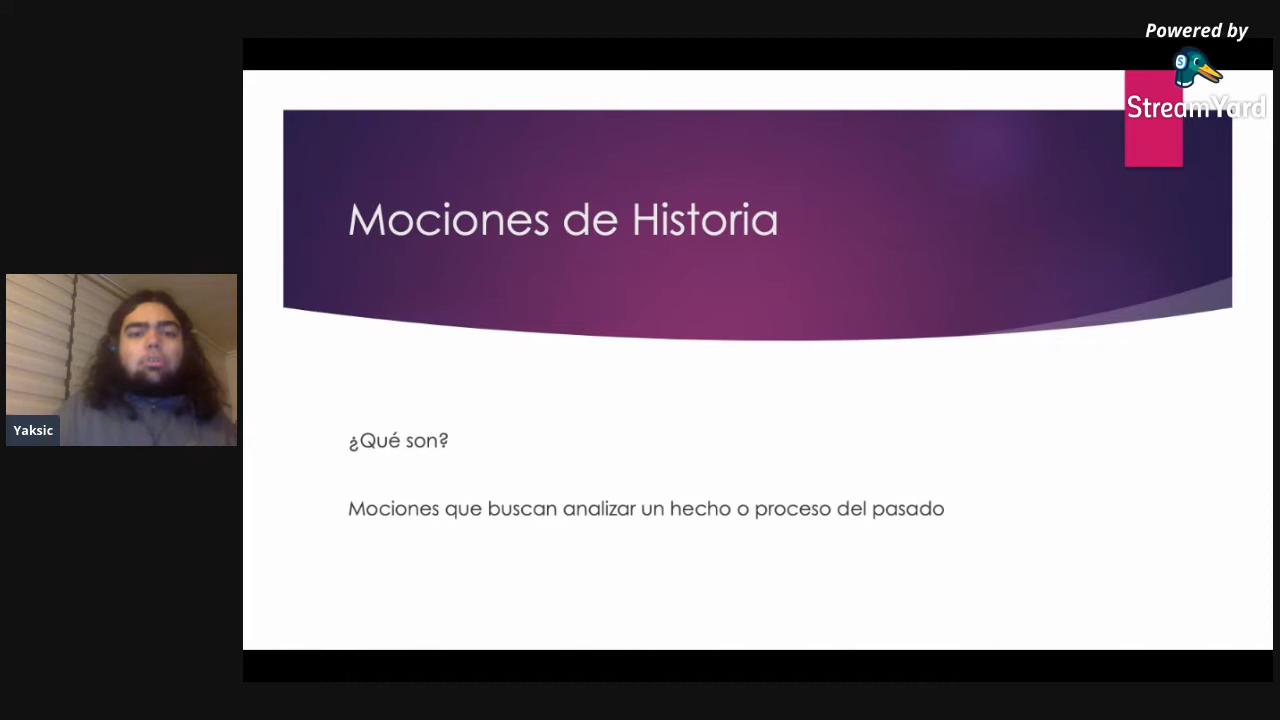 Powered by
StreamYard
Mociones de Historia
¿Qué son?
Mociones que buscan analizar un hecho o proceso del pasado
Yaksic